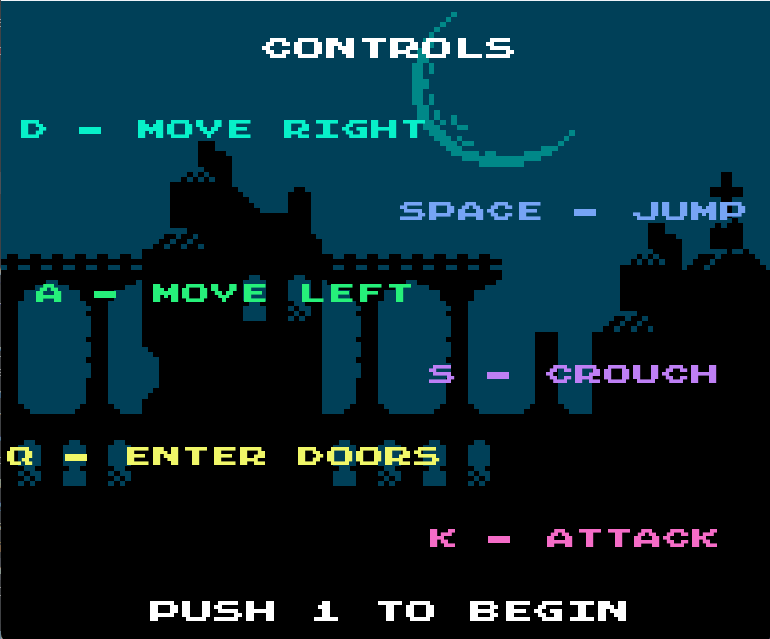 CONTROLS
D - MOVE RIGHT
SPACE - JUMP
A - MOVE LEFT
S - CROUCH
Q - ENTER DOORS
K - ATTACK
PUSH 1 TO BEGIN